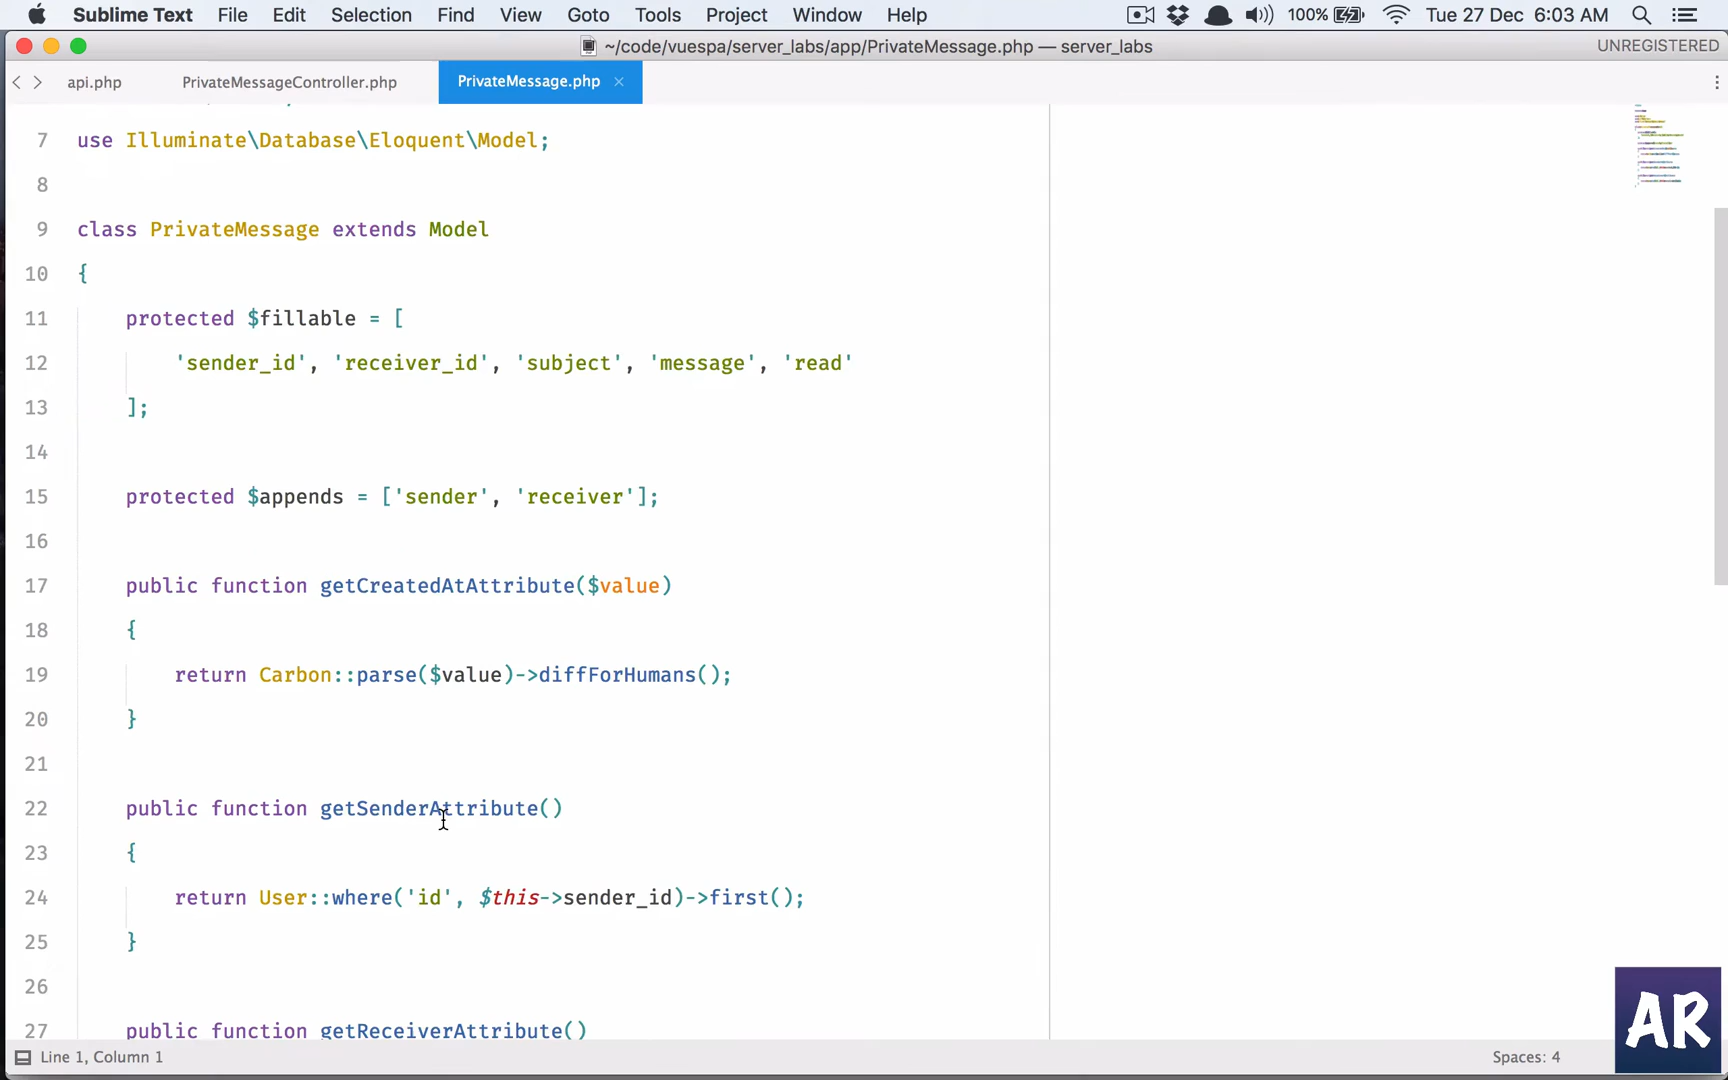 Sublime Text File Edit Selection Find View Goto Tools Project Window Help 100% Tue 27 Dec 6:03 AM
~/code/vuespa/server_labs/app/PrivateMessage.php — server_labs UNREGISTERED
api.php PrivateMessageController.php PrivateMessage.php ×
7 use Illuminate\Database\Eloquent\Model;
8
9 class PrivateMessage extends Model
10 {
11 protected $fillable = [
12 'sender_id', 'receiver_id', 'subject', 'message', 'read'
13 ];
14
15 protected $appends = ['sender', 'receiver'];
16
17 public function getCreatedAtAttribute($value)
18 {
19 return Carbon::parse($value)->diffForHumans();
20 }
21
22 public function getSenderAttribute()
23 {
24 return User::where('id', $this->sender_id)->first();
25 }
26
27 public function getReceiverAttribute()
Line 1, Column 1 Spaces: 4
AR